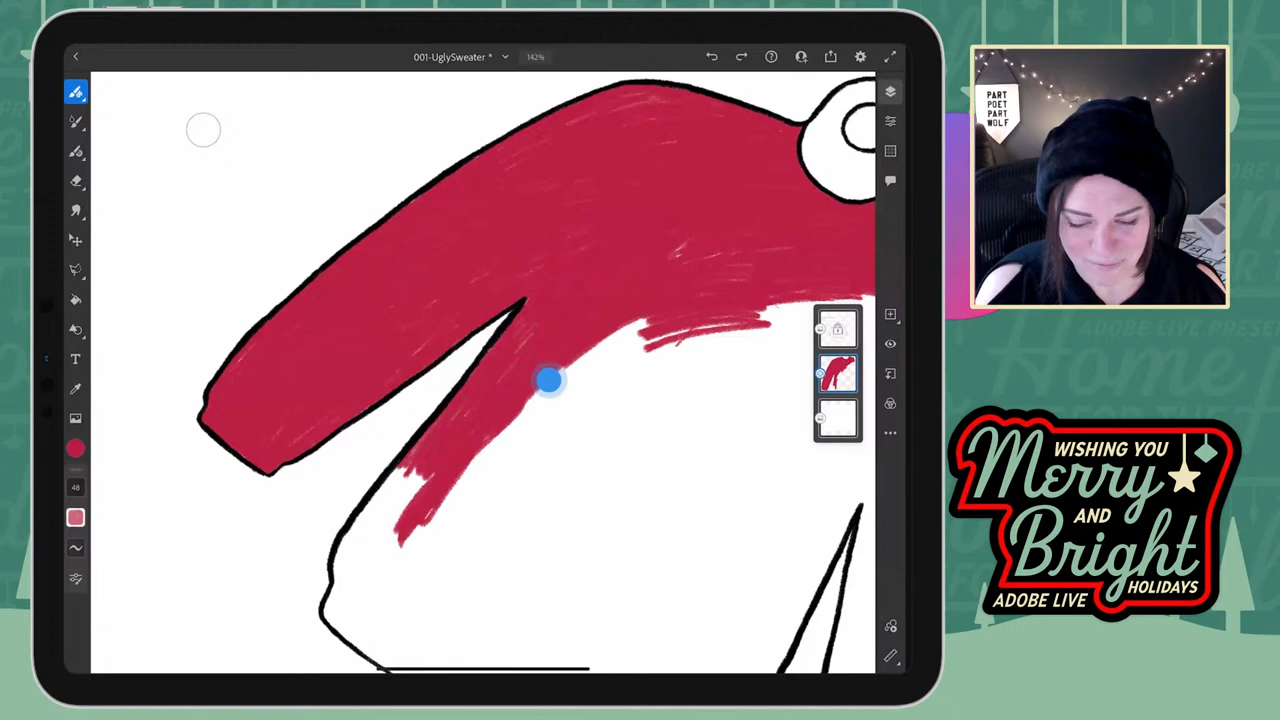 001-UglySweater *
142%
PART
POET
PART
WOLF
T
48
WISHING YOU
Merry
AND
Bright
HOLIDAYS
ADOBE LIVE